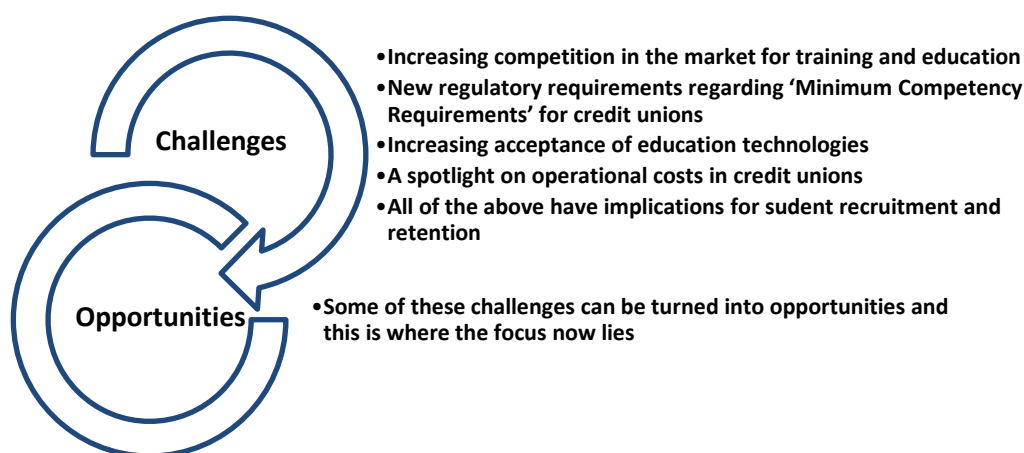 Challenges
•Increasing competition in the market for training and education
•New regulatory requirements regarding ‘Minimum Competency
Requirements’ for credit unions
•Increasing acceptance of education technologies
•A spotlight on operational costs in credit unions
•All of the above have implications for sudent recruitment and
retention
Opportunities
•Some of these challenges can be turned into opportunities and
this is where the focus now lies